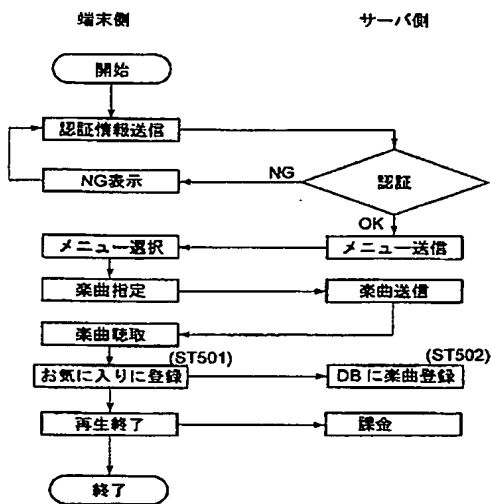 端末側
サーバ側
開始
認証情報送信
NG表示
NG
認証
OK
メニュー選択
メニュー送信
楽曲指定
楽曲送信
楽曲聴取
(ST501)
(ST502)
お気に入りに登録
DBに楽曲登録
再生終了
課金
終了